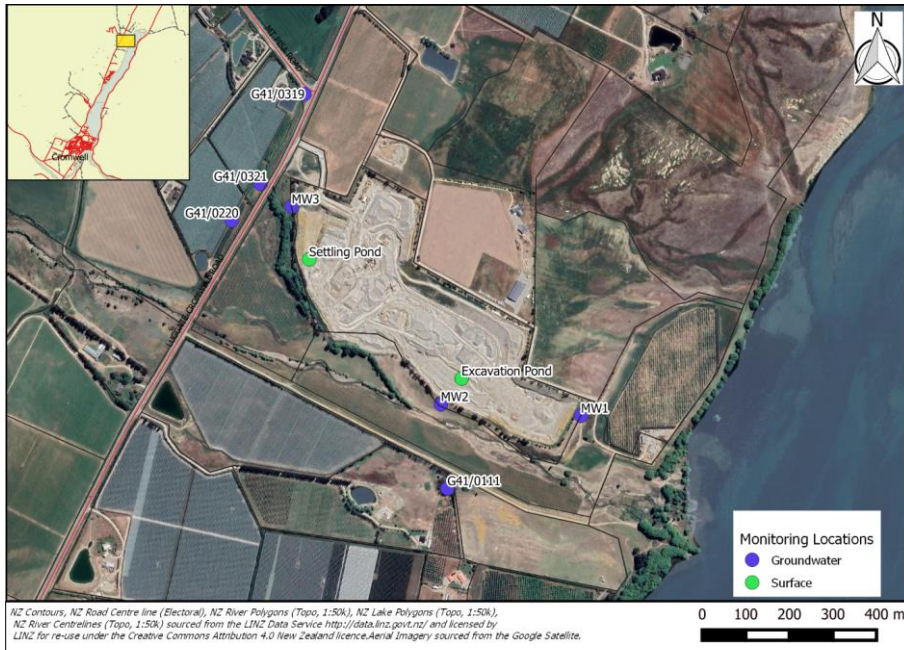 Cromwell
N
G41/0319
G41/0321
MW3
G41/0220
Settling Pond
Excavation Pond
MW2
MW1
G41/0111
Monitoring Locations
Groundwater
Surface
0 100 200 300 400 m
NZ Contours, NZ Road Centre line (Electoral), NZ River Polygons (Topo, 1:50k), NZ Lake Polygons (Topo, 1:50k),
NZ River Centrelines (Topo, 1:50k) sourced from the LINZ Data Service http://data.linz.govt.nz/ and licensed by
LINZ for re-use under the Creative Commons Attribution 4.0 New Zealand licence.Aerial Imagery sourced from the Google Satellite.